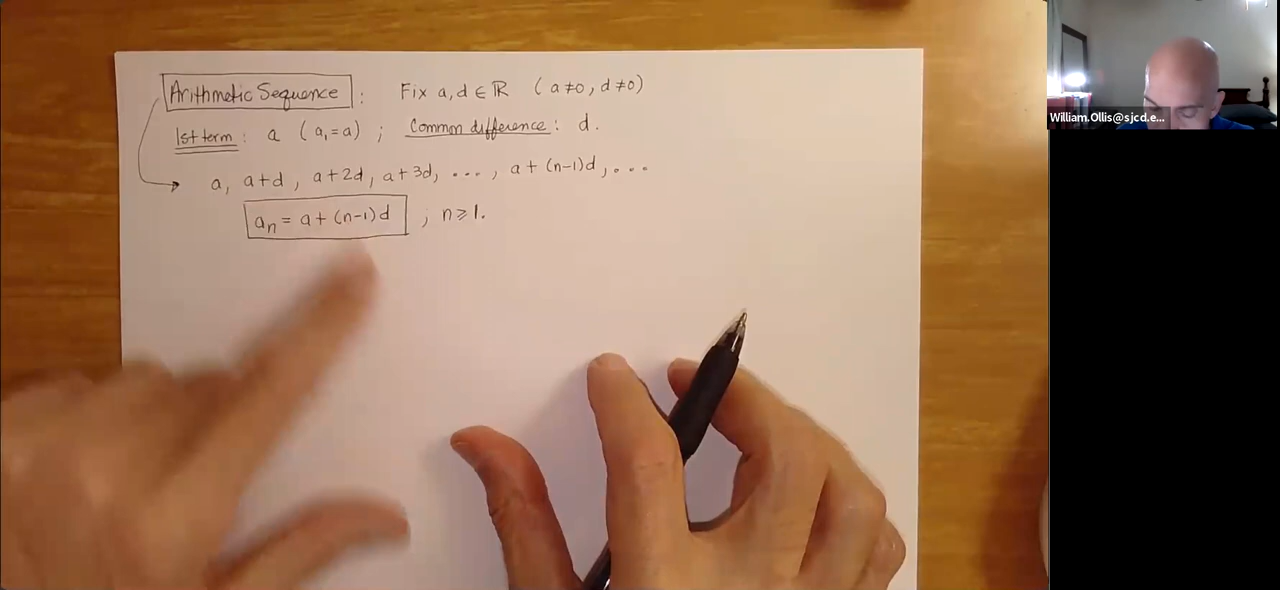 Arithmetic Sequence : Fix a, d ∈ ℝ (a≠0, d≠0)
1st term : a (a₁=a) ; Common difference : d.
a, a+d, a+2d, a+3d, ..., a+(n-1)d, ...
aₙ = a+(n-1)d ; n≥1.
William.Ollis@sjcd.e...